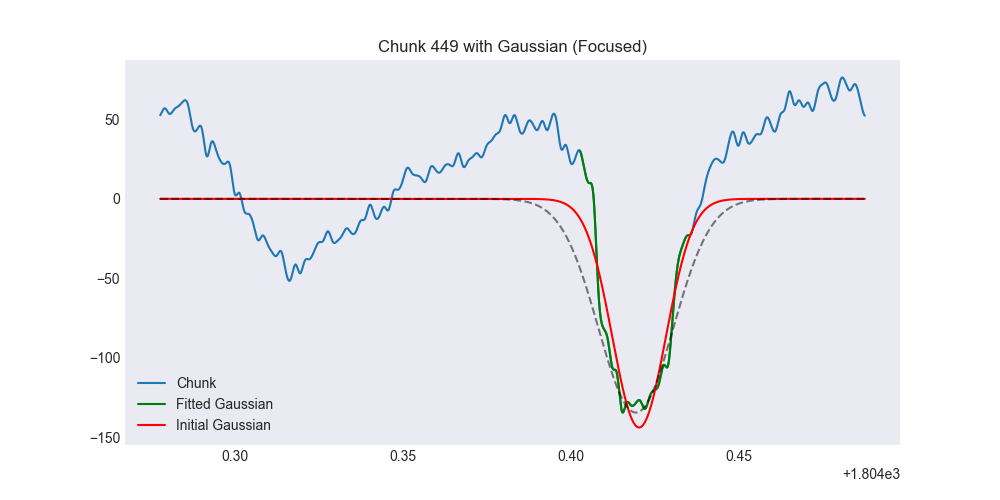 Chunk 449 with Gaussian (Focused)
50
0
−50
−100
−150
Chunk
Fitted Gaussian
Initial Gaussian
0.30 0.35 0.40 0.45
+1.804e3